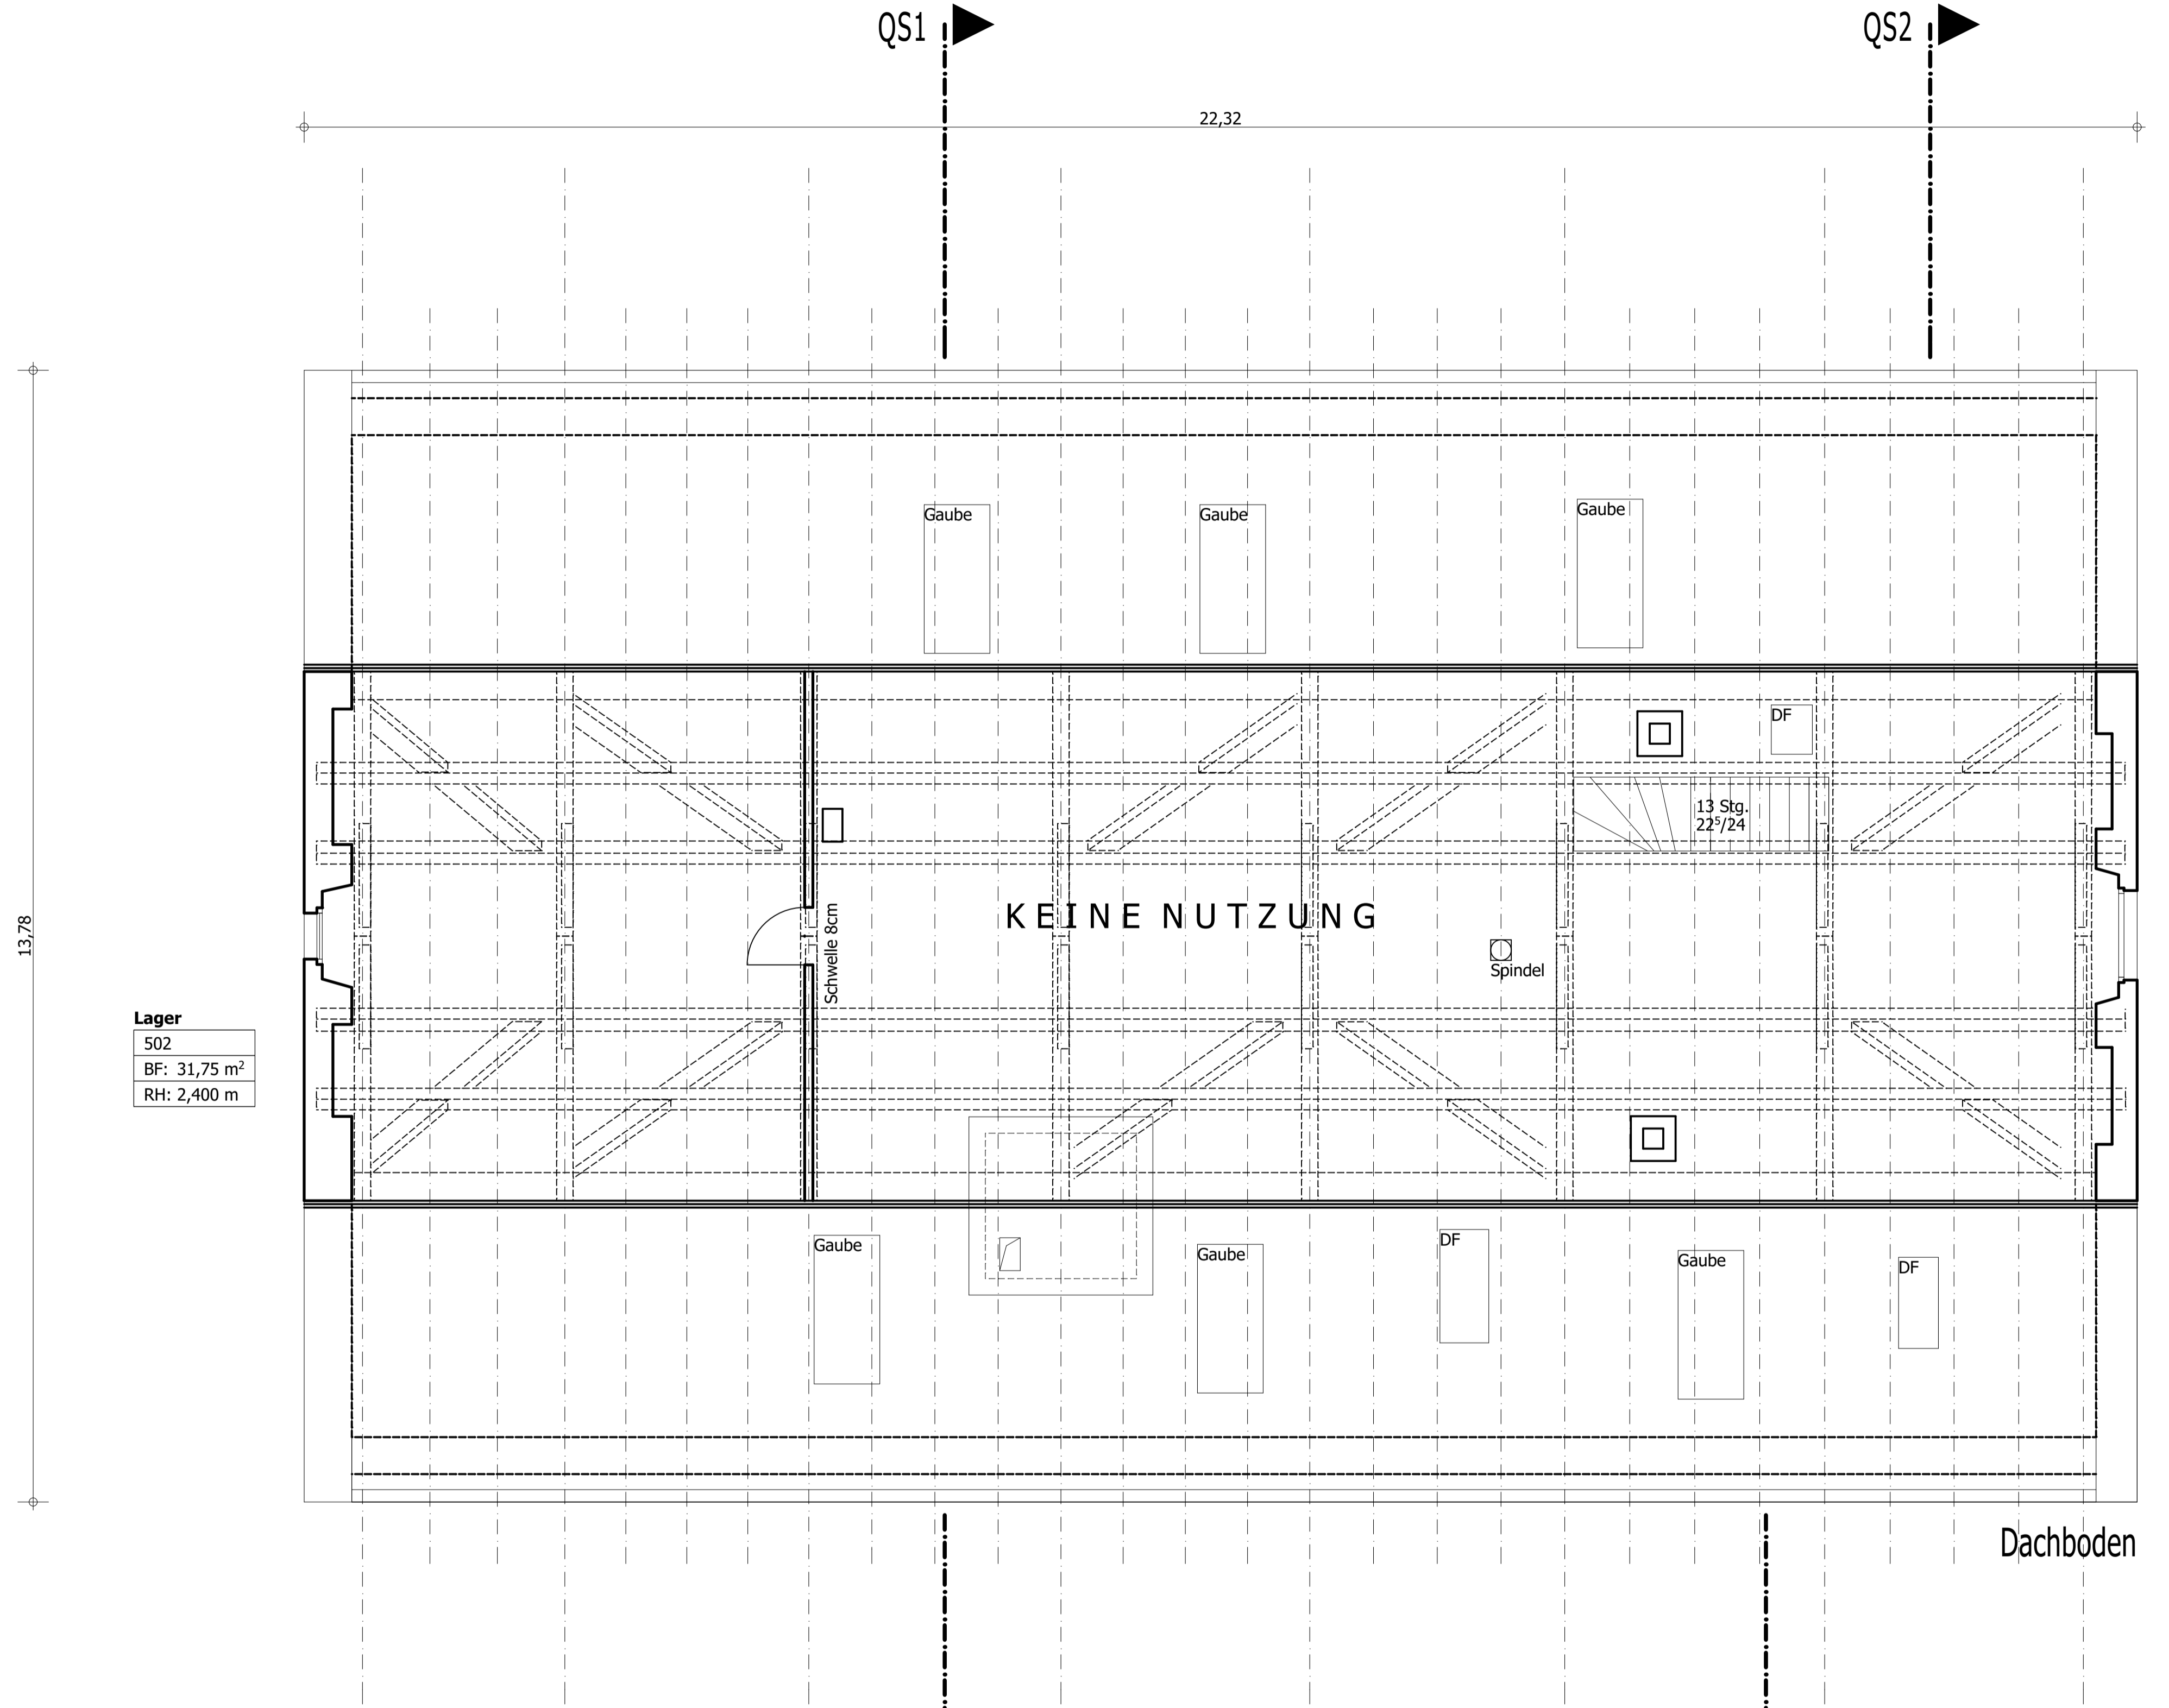 QS1
QS2
22,32
Gaube
Gaube
Gaube
DF
13 Stg.
22⁵/24
KEINE NUTZUNG
Schwelle 8cm
Spindel
13,78
Lager
502
BF: 31,75 m²
RH: 2,400 m
Gaube
Gaube
DF
Gaube
DF
Dachboden